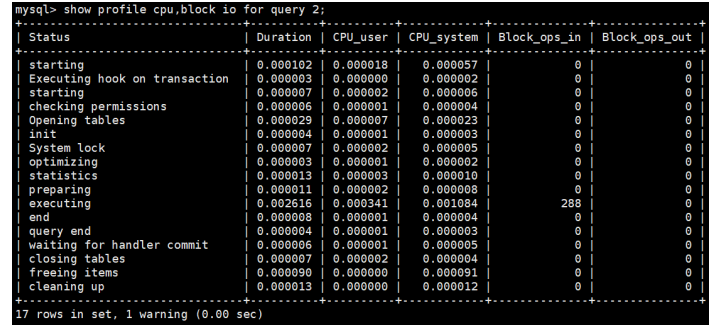 mysql> show profile cpu,block io for query 2;
+--------------------------------+----------+----------+------------+--------------+---------------+
| Status                         | Duration | CPU_user | CPU_system | Block_ops_in | Block_ops_out |
+--------------------------------+----------+----------+------------+--------------+---------------+
| starting                       | 0.000102 | 0.000018 |   0.000057 |            0 |             0 |
| Executing hook on transaction  | 0.000003 | 0.000000 |   0.000002 |            0 |             0 |
| starting                       | 0.000007 | 0.000002 |   0.000006 |            0 |             0 |
| checking permissions           | 0.000006 | 0.000001 |   0.000004 |            0 |             0 |
| Opening tables                 | 0.000029 | 0.000007 |   0.000023 |            0 |             0 |
| init                           | 0.000004 | 0.000001 |   0.000003 |            0 |             0 |
| System lock                    | 0.000007 | 0.000002 |   0.000005 |            0 |             0 |
| optimizing                     | 0.000003 | 0.000001 |   0.000002 |            0 |             0 |
| statistics                     | 0.000013 | 0.000003 |   0.000010 |            0 |             0 |
| preparing                      | 0.000011 | 0.000002 |   0.000008 |            0 |             0 |
| executing                      | 0.002616 | 0.000341 |   0.001084 |          288 |             0 |
| end                            | 0.000008 | 0.000001 |   0.000004 |            0 |             0 |
| query end                      | 0.000004 | 0.000001 |   0.000003 |            0 |             0 |
| waiting for handler commit     | 0.000006 | 0.000001 |   0.000005 |            0 |             0 |
| closing tables                 | 0.000007 | 0.000002 |   0.000004 |            0 |             0 |
| freeing items                  | 0.000090 | 0.000000 |   0.000091 |            0 |             0 |
| cleaning up                    | 0.000013 | 0.000000 |   0.000012 |            0 |             0 |
+--------------------------------+----------+----------+------------+--------------+---------------+
17 rows in set, 1 warning (0.00 sec)